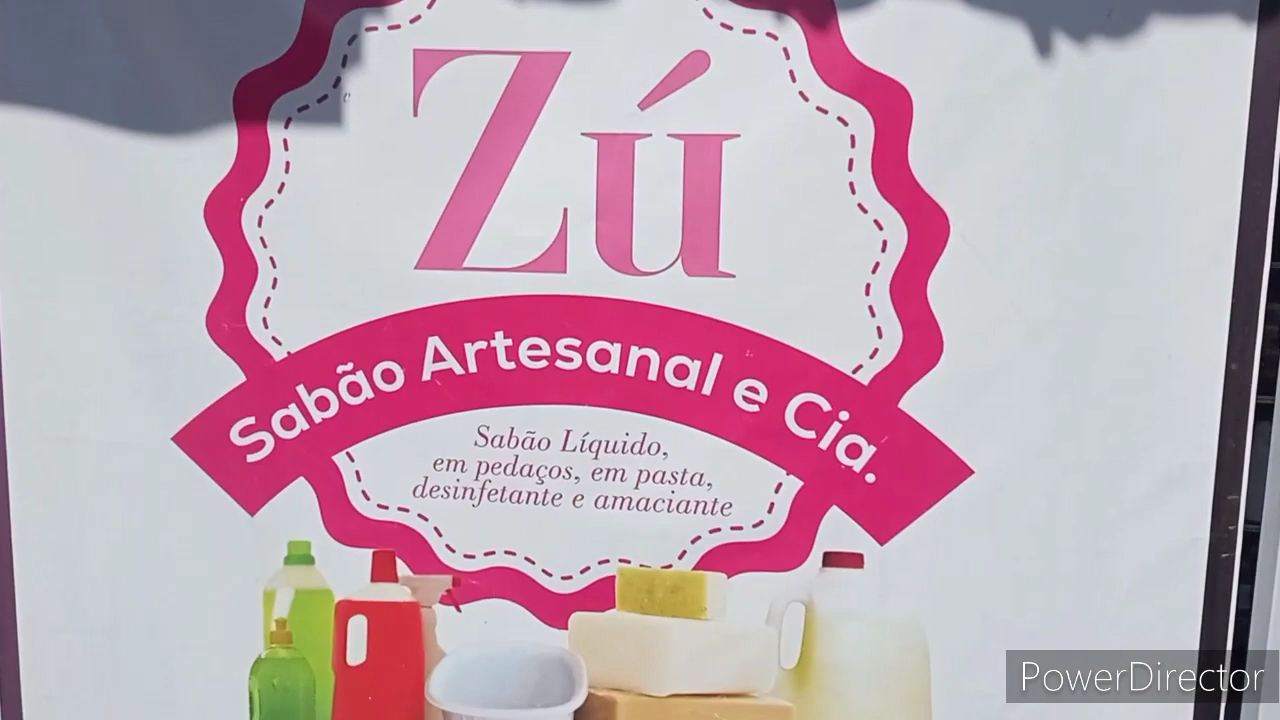 Zú
Sabão Artesanal e Cia.
Sabão Líquido,
em pedaços, em pasta,
desinfetante e amaciante
PowerDirector